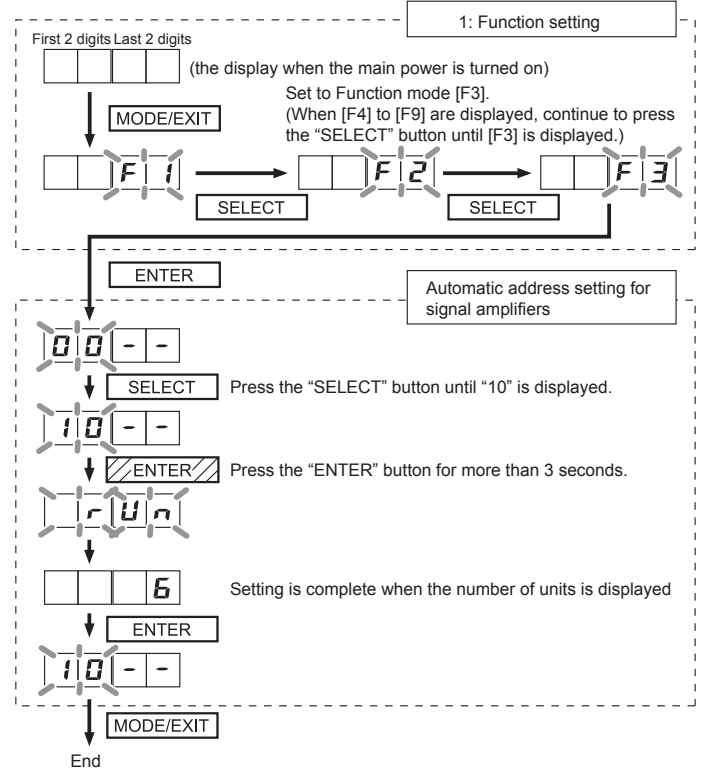 1: Function setting
First 2 digits Last 2 digits
(the display when the main power is turned on)
Set to Function mode [F3].
(When [F4] to [F9] are displayed, continue to press
the “SELECT” button until [F3] is displayed.)
MODE/EXIT
F 1
F 2
F 3
SELECT
SELECT
ENTER
Automatic address setting for
signal amplifiers
0 0 - -
SELECT
Press the “SELECT” button until “10” is displayed.
1 0 - -
ENTER
Press the “ENTER” button for more than 3 seconds.
r U n
6
Setting is complete when the number of units is displayed
ENTER
1 0 - -
MODE/EXIT
End